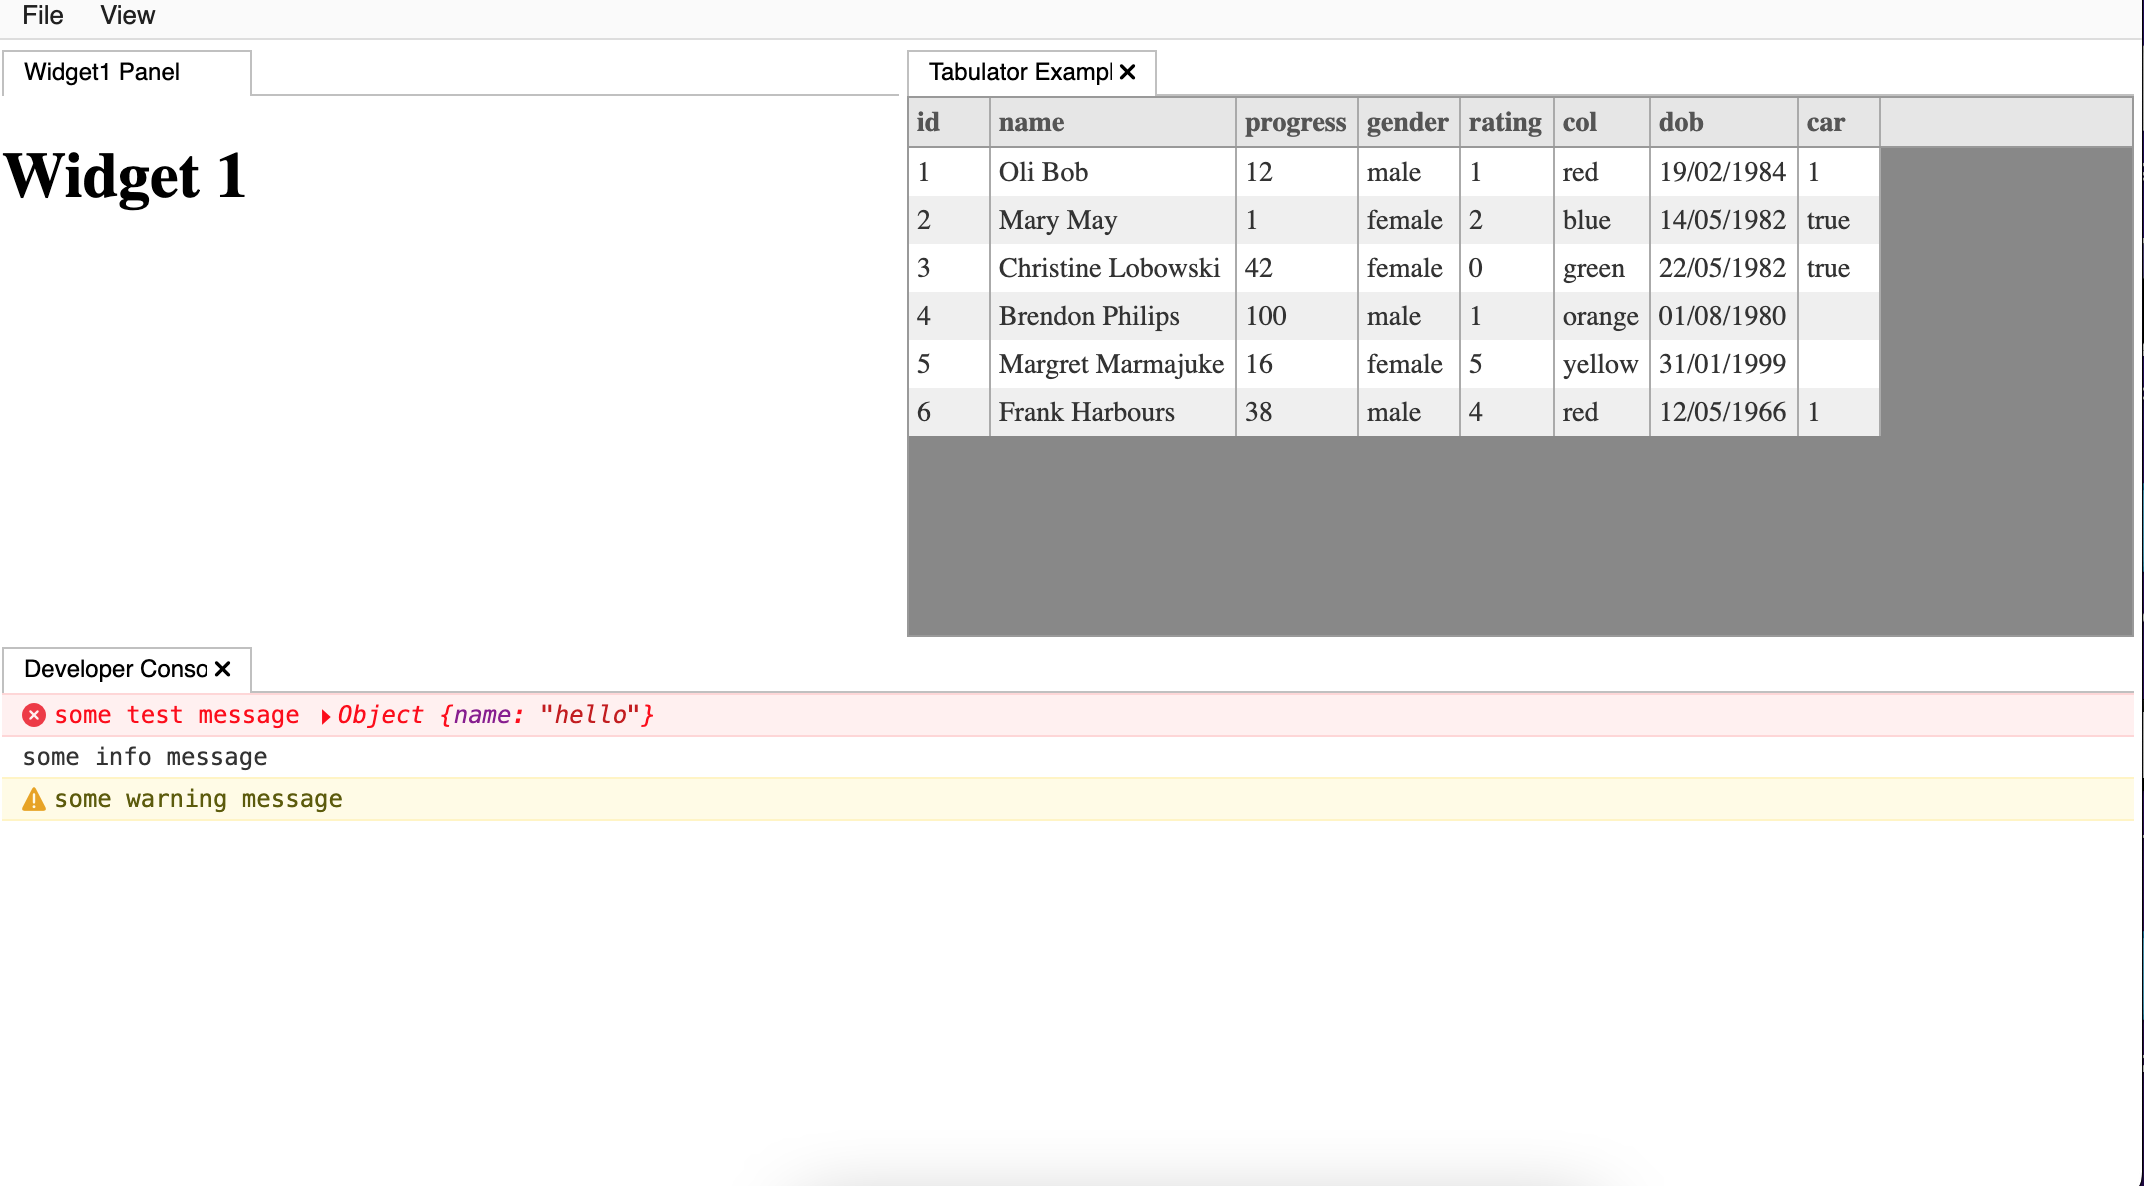 File View
Widget1 Panel
Widget 1
Tabulator Exampl
id name progress gender rating col dob car
1 Oli Bob 12 male 1 red 19/02/1984 1
2 Mary May 1 female 2 blue 14/05/1982 true
3 Christine Lobowski 42 female 0 green 22/05/1982 true
4 Brendon Philips 100 male 1 orange 01/08/1980
5 Margret Marmajuke 16 female 5 yellow 31/01/1999
6 Frank Harbours 38 male 4 red 12/05/1966 1
Developer Conso
some test message Object {name: "hello"}
some info message
some warning message